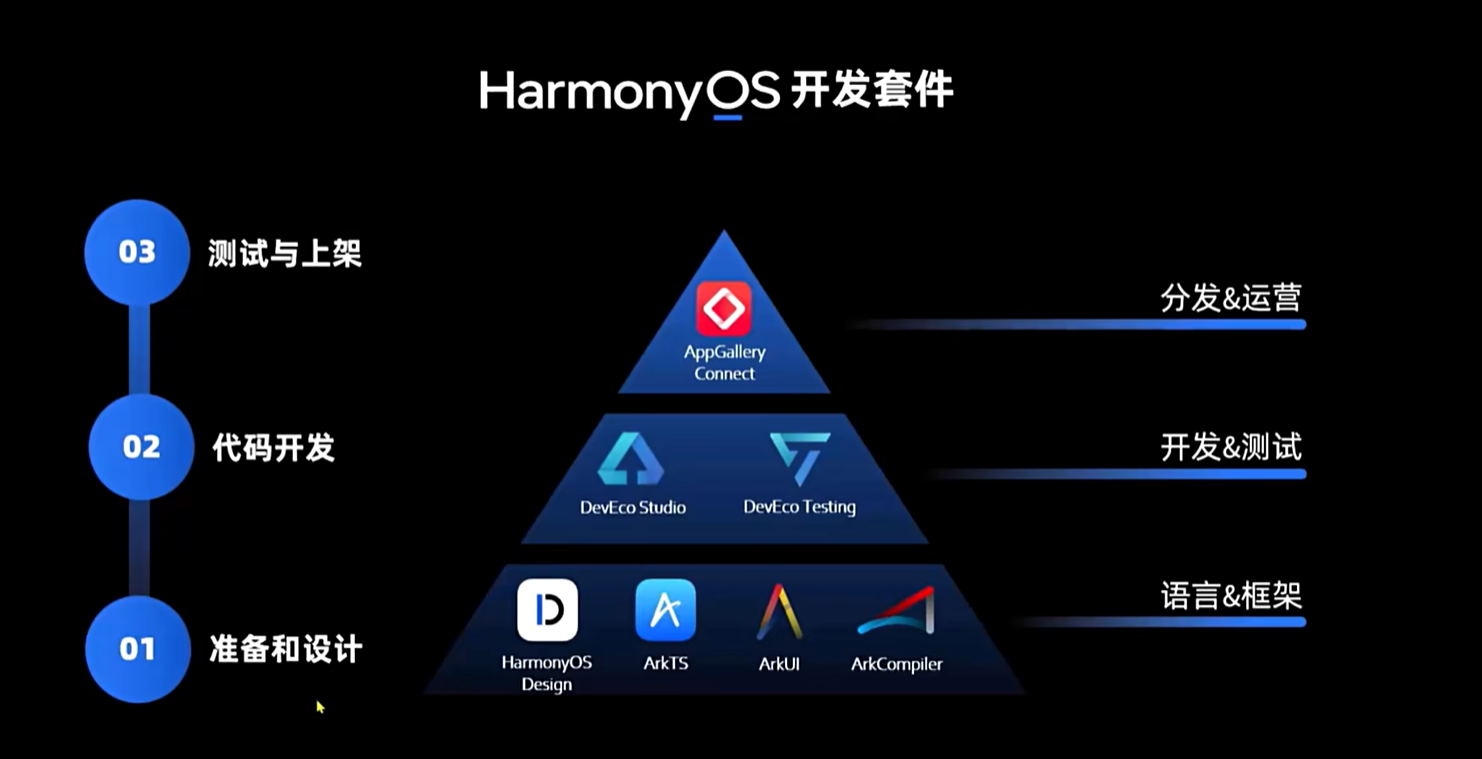 HarmonyOS 开发套件
03
测试与上架
AppGallery
Connect
分发&运营
02
代码开发
DevEco Studio
DevEco Testing
开发&测试
01
准备和设计
HarmonyOS
Design
ArkTS
ArkUI
ArkCompiler
语言&框架